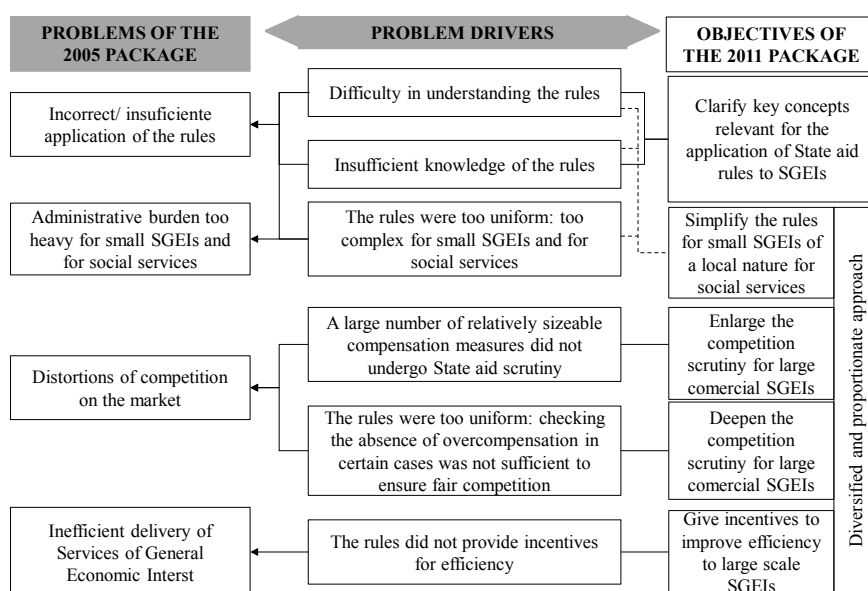 PROBLEMS OF THE
2005 PACKAGE
PROBLEM DRIVERS
OBJECTIVES OF
THE 2011 PACKAGE
Incorrect/ insuficiente
application of the rules
Difficulty in understanding the rules
Insufficient knowledge of the rules
Clarify key concepts
relevant for the
application of State aid
rules to SGEIs
Administrative burden too
heavy for small SGEIs and
for social services
The rules were too uniform: too
complex for small SGEIs and for
social services
Simplify the rules
for small SGEIs of
a local nature for
social services
Distortions of competition
on the market
A large number of relatively sizeable
compensation measures did not
undergo State aid scrutiny
Enlarge the
competition
scrutiny for large
comercial SGEIs
The rules were too uniform: checking
the absence of overcompensation in
certain cases was not sufficient to
ensure fair competition
Deepen the
competition
scrutiny for large
comercial SGEIs
Inefficient delivery of
Services of General
Economic Interst
The rules did not provide incentives
for efficiency
Give incentives to
improve efficiency
to large scale
SGEIs
Diversified and proportionate approach